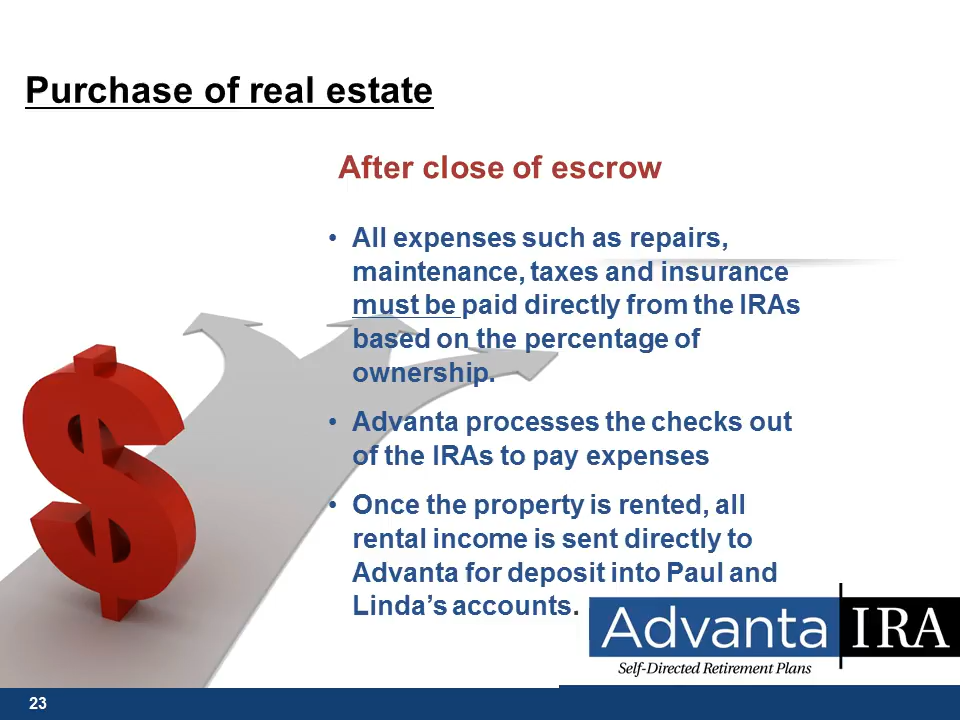 Purchase of real estate
After close of escrow
• All expenses such as repairs,
maintenance, taxes and insurance
must be paid directly from the IRAs
based on the percentage of
ownership.
• Advanta processes the checks out
of the IRAs to pay expenses
• Once the property is rented, all
rental income is sent directly to
Advanta for deposit into Paul and
Linda’s accounts.
Advanta IRA
Self-Directed Retirement Plans
23